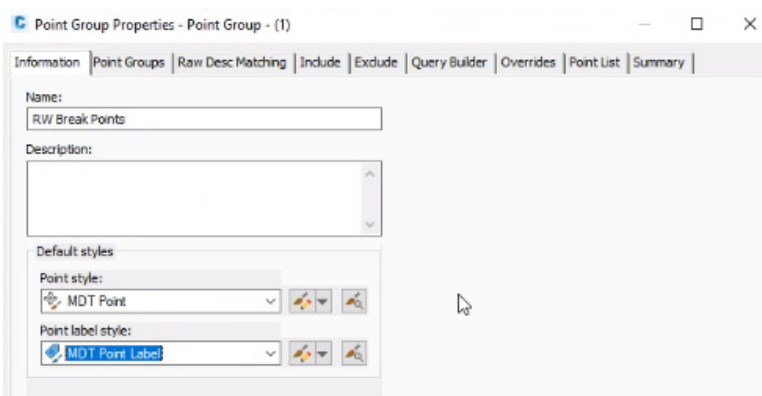 Point Group Properties - Point Group - (1)
Information Point Groups Raw Desc Matching Include Exclude Query Builder Overrides Point List Summary
Name:
RW Break Points
Description:
Default styles
Point style:
MDT Point
Point label style:
MDT Point Label